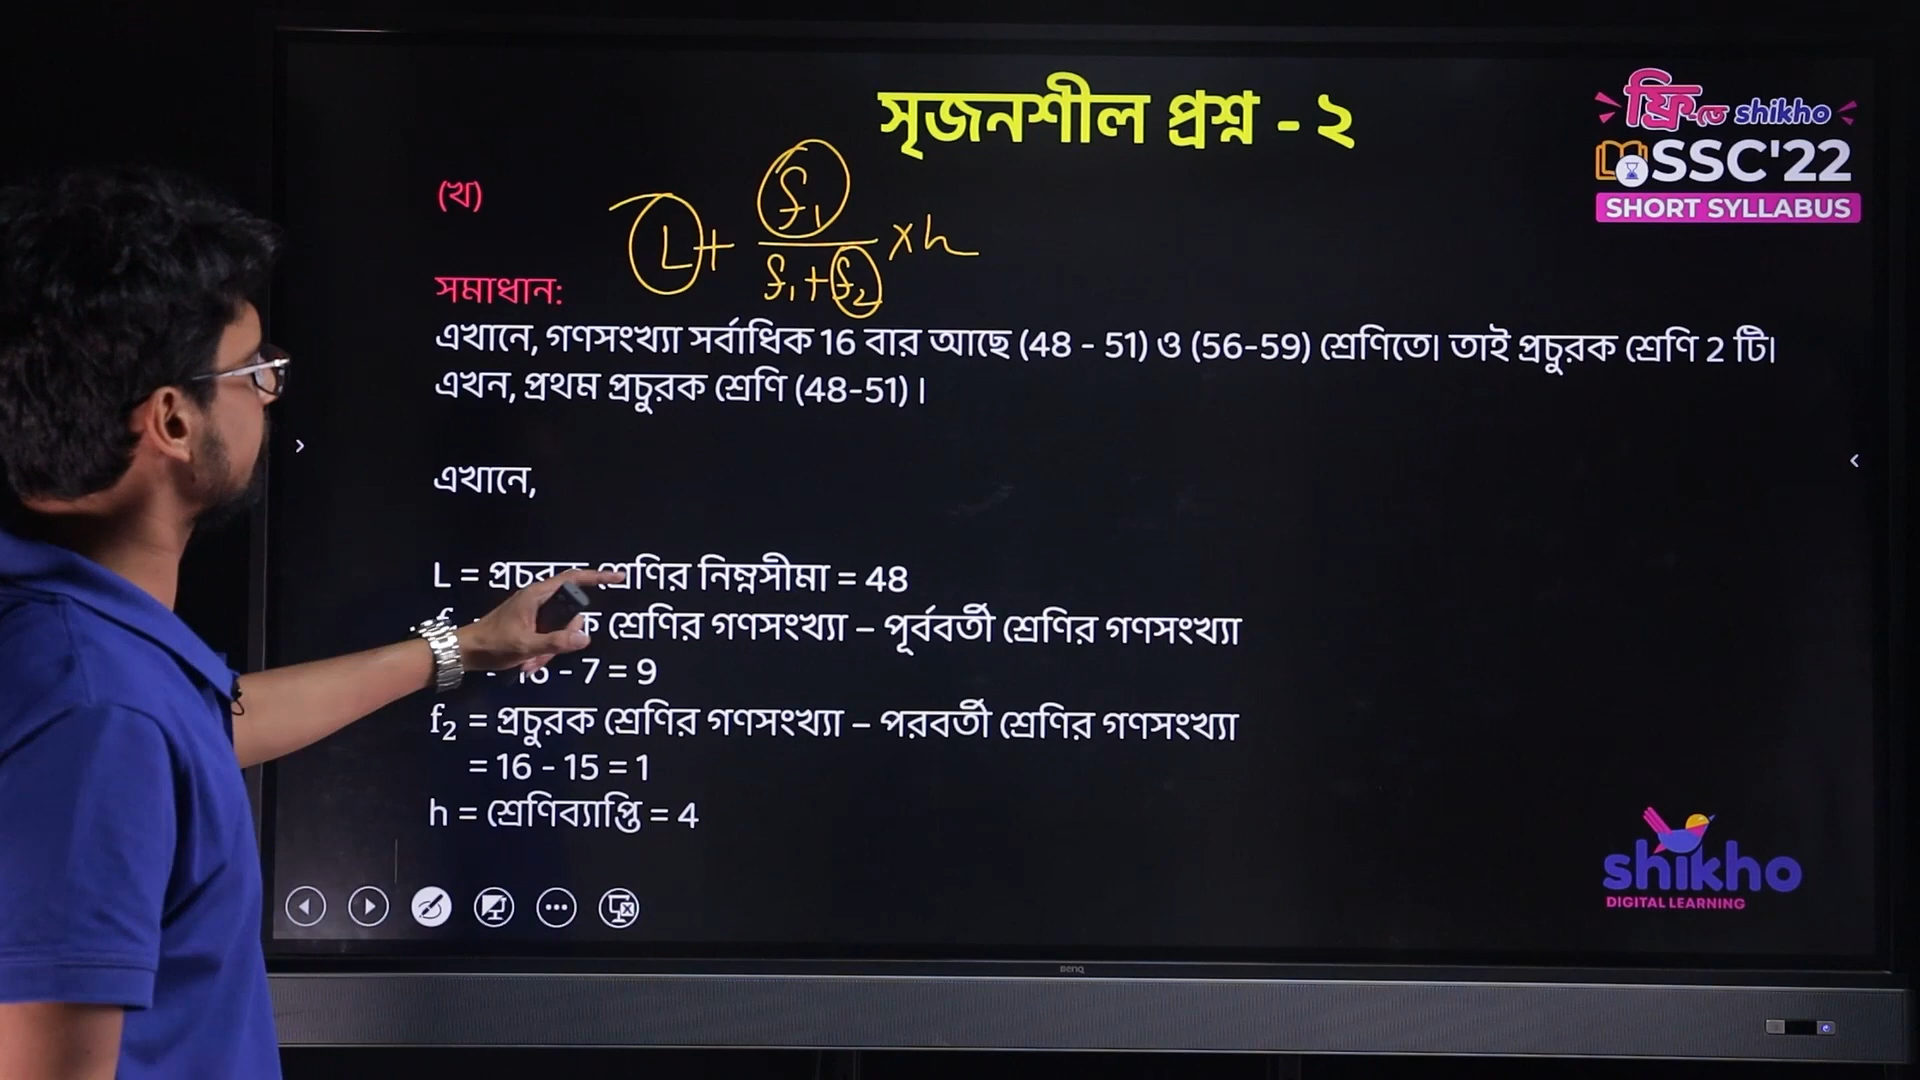 সৃজনশীল প্রশ্ন - ২
ফ্রি তে shikho
SSC'22
SHORT SYLLABUS
(খ)
L + f₁ / f₁ + f₂ × h
সমাধান:
এখানে, গণসংখ্যা সর্বাধিক 16 বার আছে (48 - 51) ও (56-59) শ্রেণিতে। তাই প্রচুরক শ্রেণি 2 টি।
এখন, প্রথম প্রচুরক শ্রেণি (48-51) ।
এখানে,
L = প্রচুরক শ্রেণির নিম্নসীমা = 48
শ্রেণির গণসংখ্যা – পূর্ববর্তী শ্রেণির গণসংখ্যা
- 7 = 9
f₂ = প্রচুরক শ্রেণির গণসংখ্যা – পরবর্তী শ্রেণির গণসংখ্যা
= 16 - 15 = 1
h = শ্রেণিব্যাপ্তি = 4
shikho
DIGITAL LEARNING
BenQ